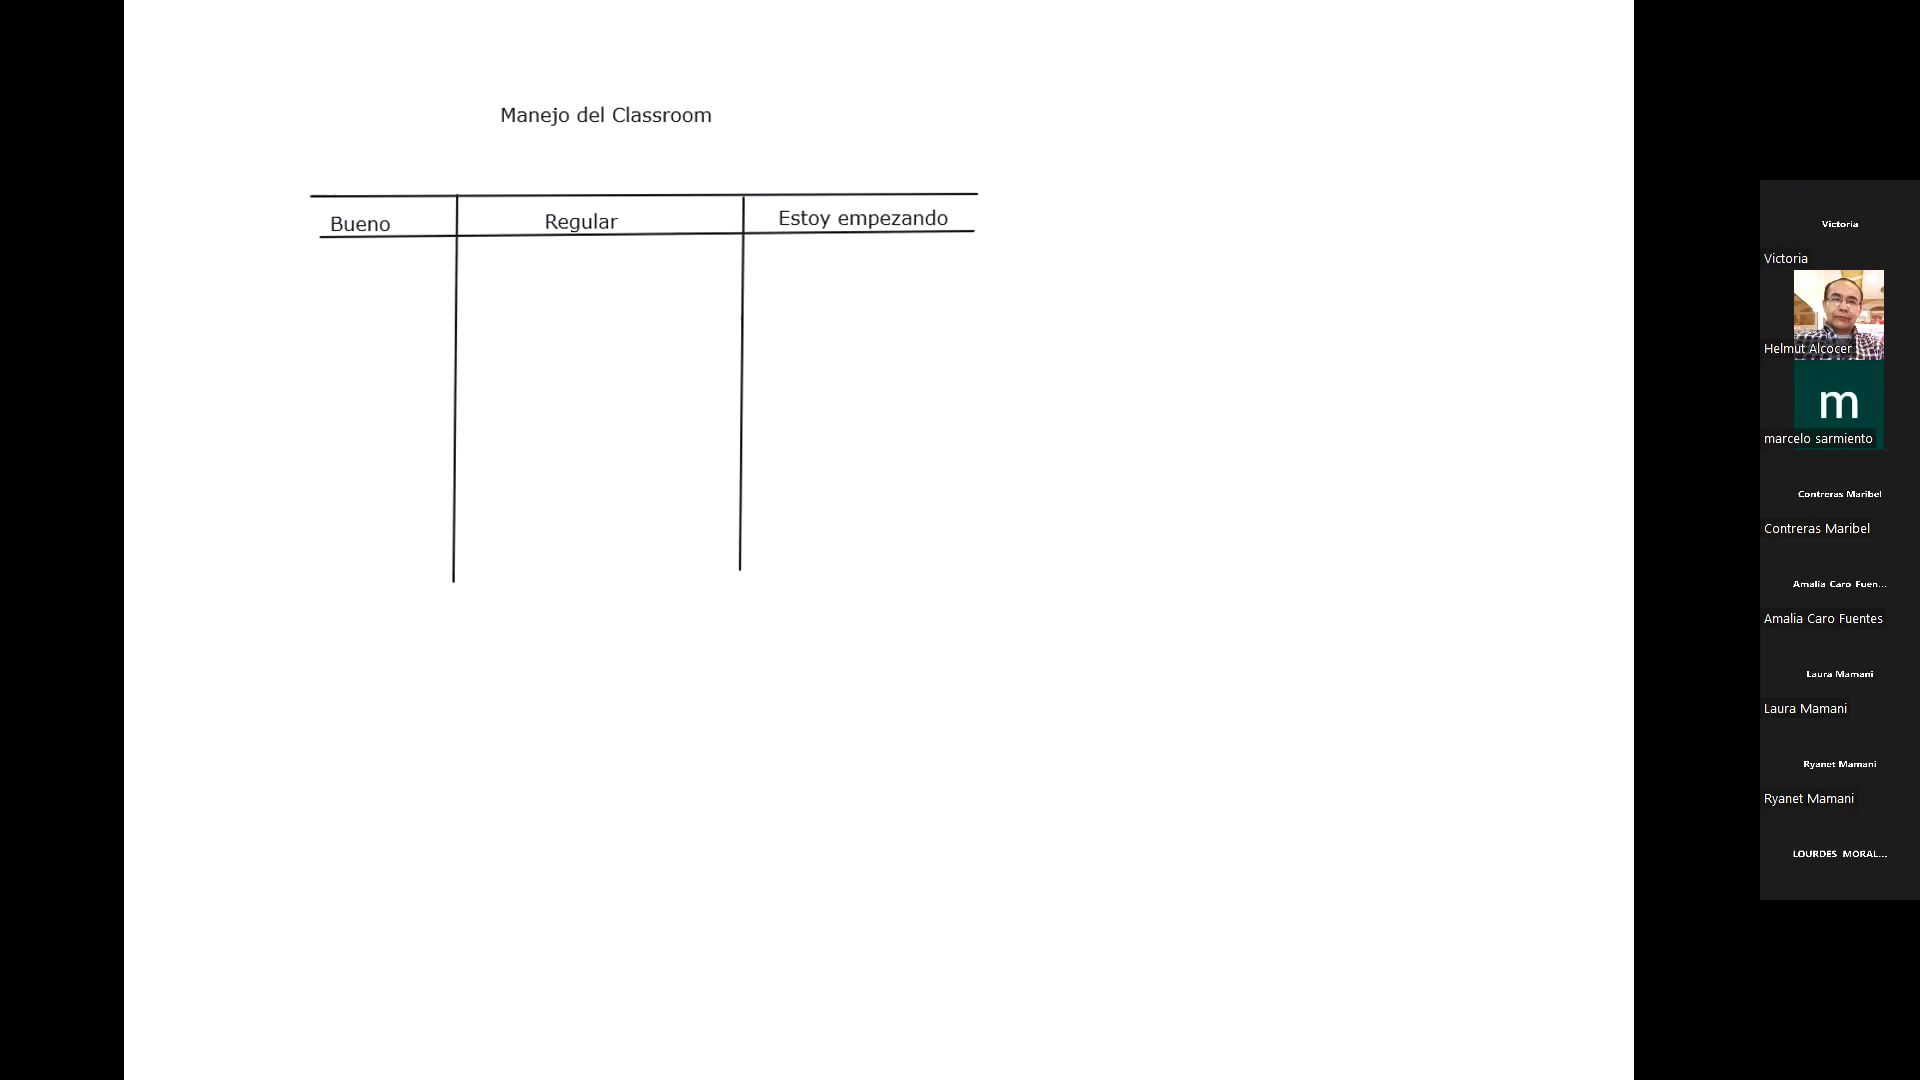 Manejo del Classroom
Bueno
Regular
Estoy empezando
Victoria
Victoria
Helmut Alcocer
m
marcelo sarmiento
Contreras Maribel
Contreras Maribel
Amalia Caro Fuen...
Amalia Caro Fuentes
Laura Mamani
Laura Mamani
Ryanet Mamani
Ryanet Mamani
LOURDES MORAL...